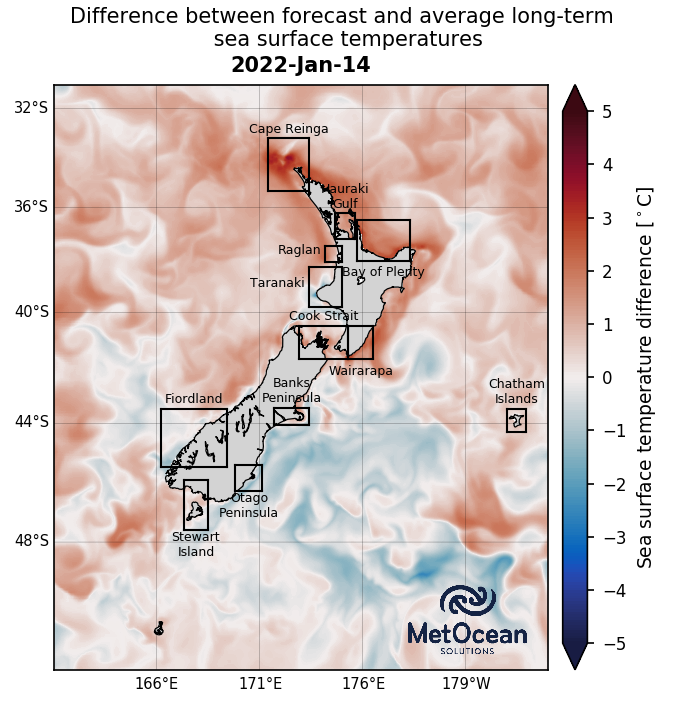 Difference between forecast and average long-term
sea surface temperatures
2022-Jan-14
32°S
36°S
40°S
44°S
48°S
166°E
171°E
176°E
179°W
Cape Reinga
Hauraki
Gulf
Raglan
Bay of Plenty
Taranaki
Cook Strait
Wairarapa
Banks
Peninsula
Fiordland
Chatham
Islands
Otago
Peninsula
Stewart
Island
MetOcean
SOLUTIONS
5
4
3
2
1
0
−1
−2
−3
−4
−5
Sea surface temperature difference [°C]